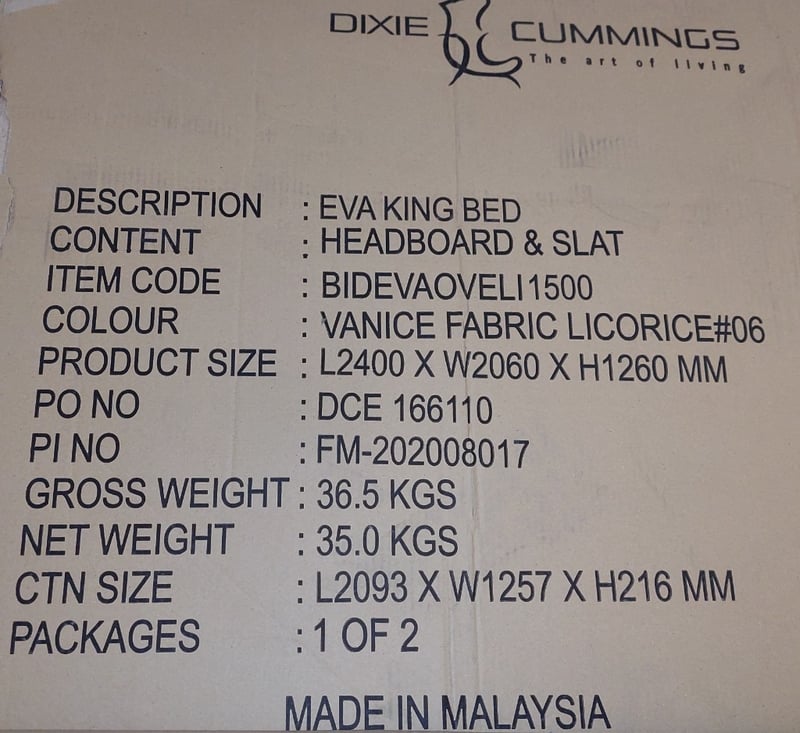 DIXIE CUMMINGS
The art of living
DESCRIPTION : EVA KING BED
CONTENT : HEADBOARD & SLAT
ITEM CODE : BIDEVAOVELI1500
COLOUR : VANICE FABRIC LICORICE#06
PRODUCT SIZE : L2400 X W2060 X H1260 MM
PO NO : DCE 166110
PI NO : FM-202008017
GROSS WEIGHT : 36.5 KGS
NET WEIGHT : 35.0 KGS
CTN SIZE : L2093 X W1257 X H216 MM
PACKAGES : 1 OF 2
MADE IN MALAYSIA